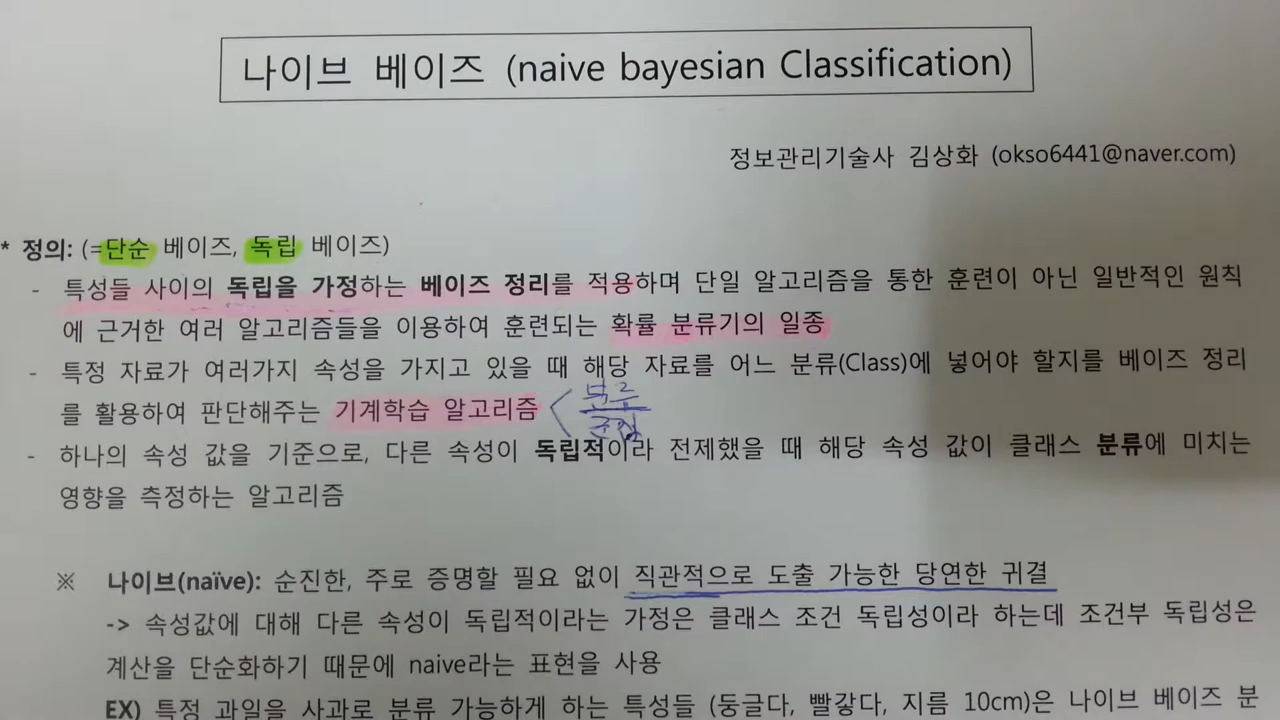 나이브 베이즈 (naive bayesian Classification)
정보관리기술사 김상화 (okso6441@naver.com)
* 정의: (=단순 베이즈, 독립 베이즈)
- 특성들 사이의 독립을 가정하는 베이즈 정리를 적용하며 단일 알고리즘을 통한 훈련이 아닌 일반적인 원칙
에 근거한 여러 알고리즘들을 이용하여 훈련되는 확률 분류기의 일종
- 특정 자료가 여러가지 속성을 가지고 있을 때 해당 자료를 어느 분류(Class)에 넣어야 할지를 베이즈 정리
를 활용하여 판단해주는 기계학습 알고리즘 < 분류
군집
- 하나의 속성 값을 기준으로, 다른 속성이 독립적이라 전제했을 때 해당 속성 값이 클래스 분류에 미치는
영향을 측정하는 알고리즘
※ 나이브(naïve): 순진한, 주로 증명할 필요 없이 직관적으로 도출 가능한 당연한 귀결
-> 속성값에 대해 다른 속성이 독립적이라는 가정은 클래스 조건 독립성이라 하는데 조건부 독립성은
계산을 단순화하기 때문에 naive라는 표현을 사용
EX) 특정 과일을 사과로 분류 가능하게 하는 특성들 (둥글다, 빨갛다, 지름 10cm)은 나이브 베이즈 분